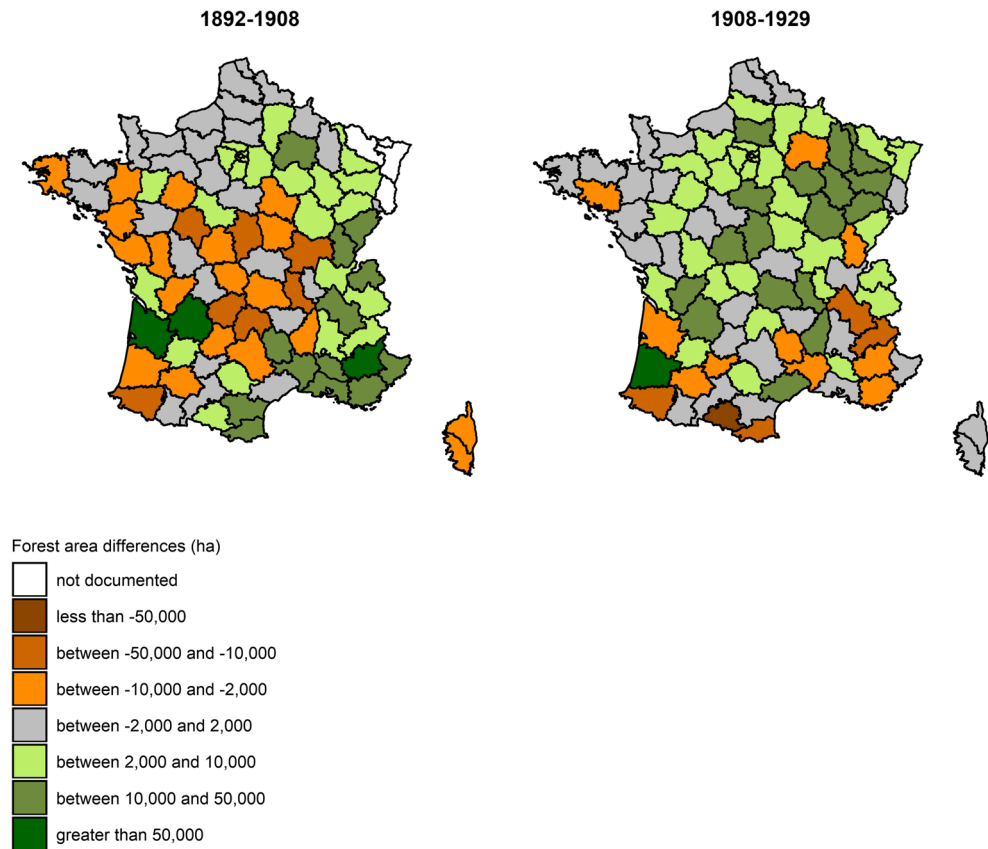 1892-1908
1908-1929
Forest area differences (ha)
not documented
less than -50,000
between -50,000 and -10,000
between -10,000 and -2,000
between -2,000 and 2,000
between 2,000 and 10,000
between 10,000 and 50,000
greater than 50,000